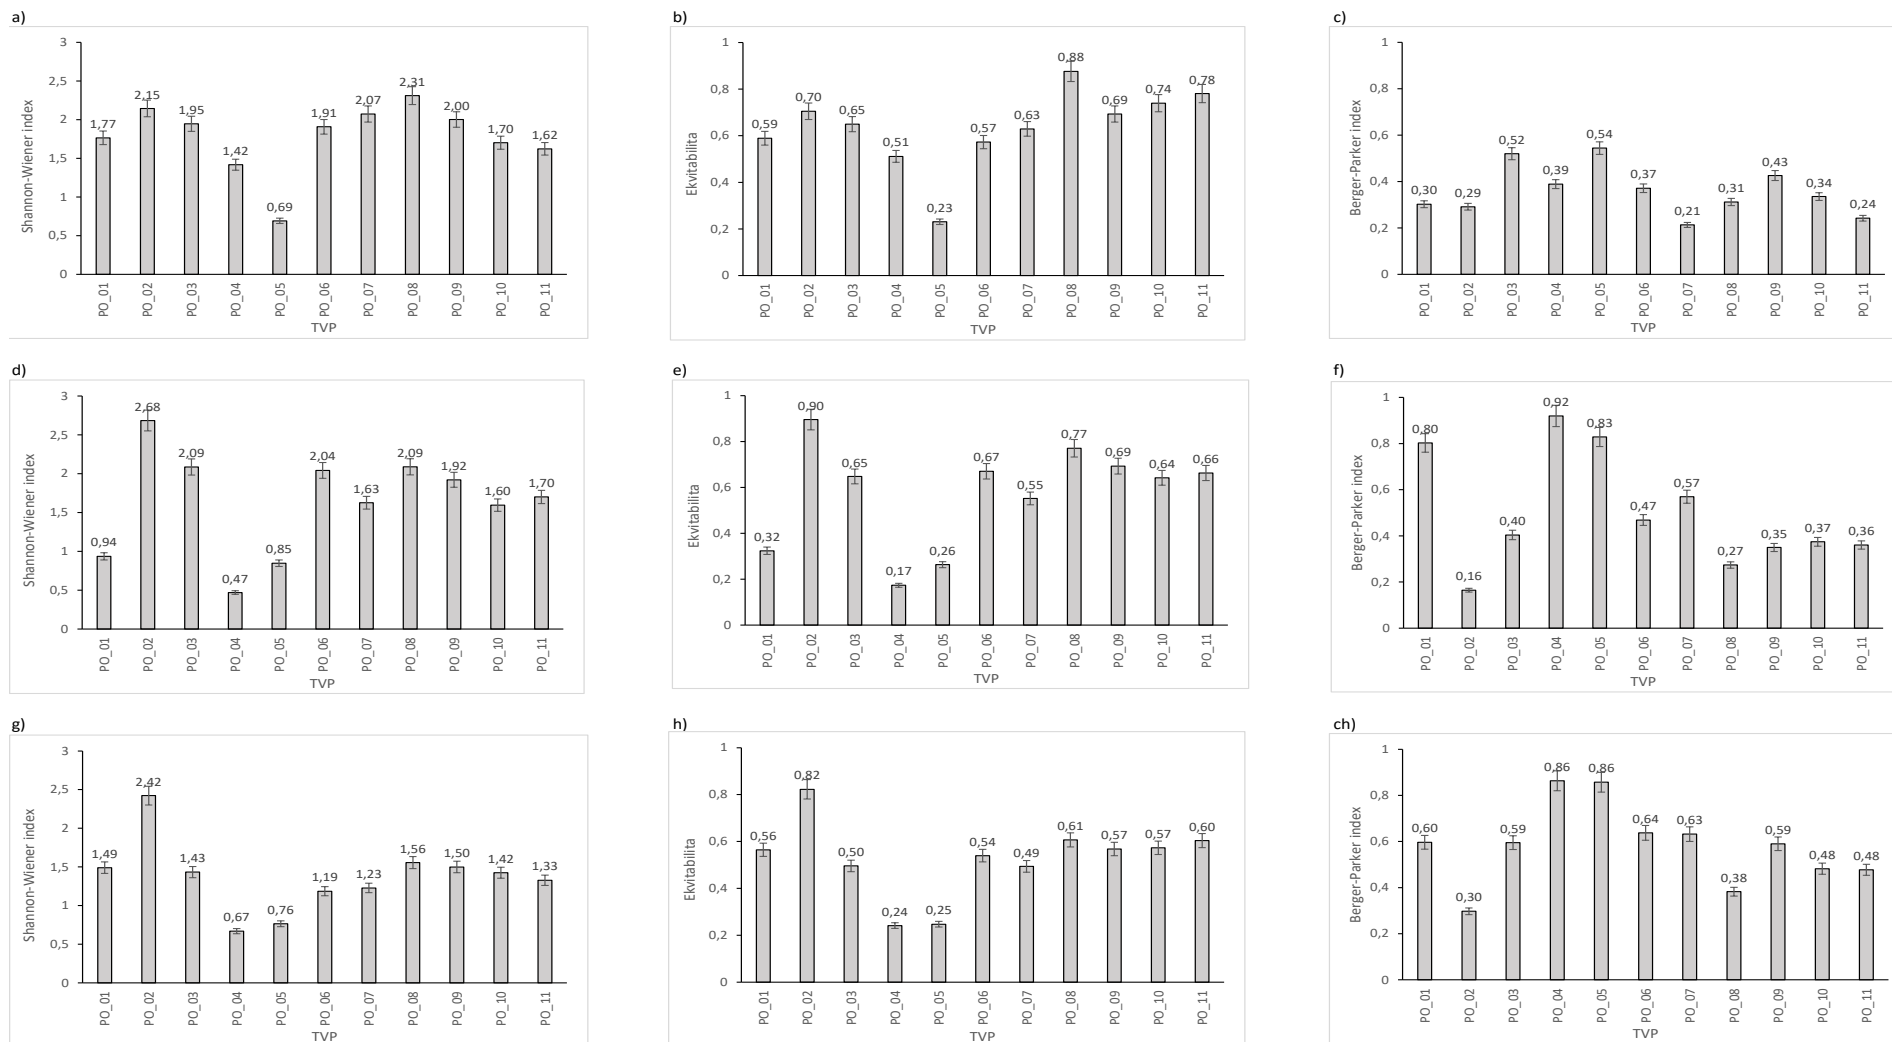 a)
Shannon-Wiener index
3
2,5
2
1,5
1
0,5
0
1,77
2,15
1,95
1,42
0,69
1,91
2,07
2,31
2,00
1,70
1,62
PO_01
PO_02
PO_03
PO_04
PO_05
PO_06
PO_07
PO_08
PO_09
PO_10
PO_11
TVP
b)
Ekvitabilita
1
0,8
0,6
0,4
0,2
0
0,59
0,70
0,65
0,51
0,23
0,57
0,63
0,88
0,69
0,74
0,78
PO_01
PO_02
PO_03
PO_04
PO_05
PO_06
PO_07
PO_08
PO_09
PO_10
PO_11
TVP
c)
Berger-Parker index
1
0,8
0,6
0,4
0,2
0
0,30
0,29
0,52
0,39
0,54
0,37
0,21
0,31
0,43
0,34
0,24
PO_01
PO_02
PO_03
PO_04
PO_05
PO_06
PO_07
PO_08
PO_09
PO_10
PO_11
TVP
d)
Shannon-Wiener index
3
2,5
2
1,5
1
0,5
0
0,94
2,68
2,09
0,47
0,85
2,04
1,63
2,09
1,92
1,60
1,70
PO_01
PO_02
PO_03
PO_04
PO_05
PO_06
PO_07
PO_08
PO_09
PO_10
PO_11
TVP
e)
Ekvitabilita
1
0,8
0,6
0,4
0,2
0
0,32
0,90
0,65
0,17
0,26
0,67
0,55
0,77
0,69
0,64
0,66
PO_01
PO_02
PO_03
PO_04
PO_05
PO_06
PO_07
PO_08
PO_09
PO_10
PO_11
TVP
f)
Berger-Parker index
1
0,8
0,6
0,4
0,2
0
0,80
0,16
0,40
0,92
0,83
0,47
0,57
0,27
0,35
0,37
0,36
PO_01
PO_02
PO_03
PO_04
PO_05
PO_06
PO_07
PO_08
PO_09
PO_10
PO_11
TVP
g)
Shannon-Wiener index
3
2,5
2
1,5
1
0,5
0
1,49
2,42
1,43
0,67
0,76
1,19
1,23
1,56
1,50
1,42
1,33
PO_01
PO_02
PO_03
PO_04
PO_05
PO_06
PO_07
PO_08
PO_09
PO_10
PO_11
TVP
h)
Ekvitabilita
1
0,8
0,6
0,4
0,2
0
0,56
0,82
0,50
0,24
0,25
0,54
0,49
0,61
0,57
0,57
0,60
PO_01
PO_02
PO_03
PO_04
PO_05
PO_06
PO_07
PO_08
PO_09
PO_10
PO_11
TVP
ch)
Berger-Parker index
1
0,8
0,6
0,4
0,2
0
0,60
0,30
0,59
0,86
0,86
0,64
0,63
0,38
0,59
0,48
0,48
PO_01
PO_02
PO_03
PO_04
PO_05
PO_06
PO_07
PO_08
PO_09
PO_10
PO_11
TVP